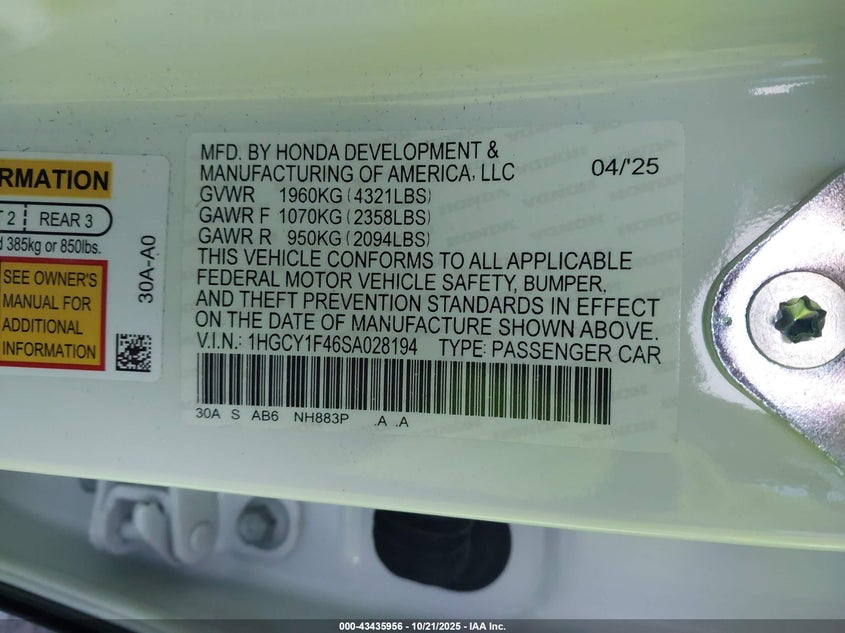 RMATION
2 REAR 3
385kg or 850lbs.
SEE OWNER'S
MANUAL FOR
ADDITIONAL
INFORMATION
30A-A0
MFD. BY HONDA DEVELOPMENT &
MANUFACTURING OF AMERICA, LLC 04/'25
GVWR 1960KG (4321LBS)
GAWR F 1070KG (2358LBS)
GAWR R 950KG (2094LBS)
THIS VEHICLE CONFORMS TO ALL APPLICABLE
FEDERAL MOTOR VEHICLE SAFETY, BUMPER.
AND THEFT PREVENTION STANDARDS IN EFFECT
ON THE DATE OF MANUFACTURE SHOWN ABOVE.
V.I.N.: 1HGCY1F46SA028194 TYPE: PASSENGER CAR
30A S AB6 NH883P .A .A
000-43435956 - 10/21/2025 - IAA Inc.